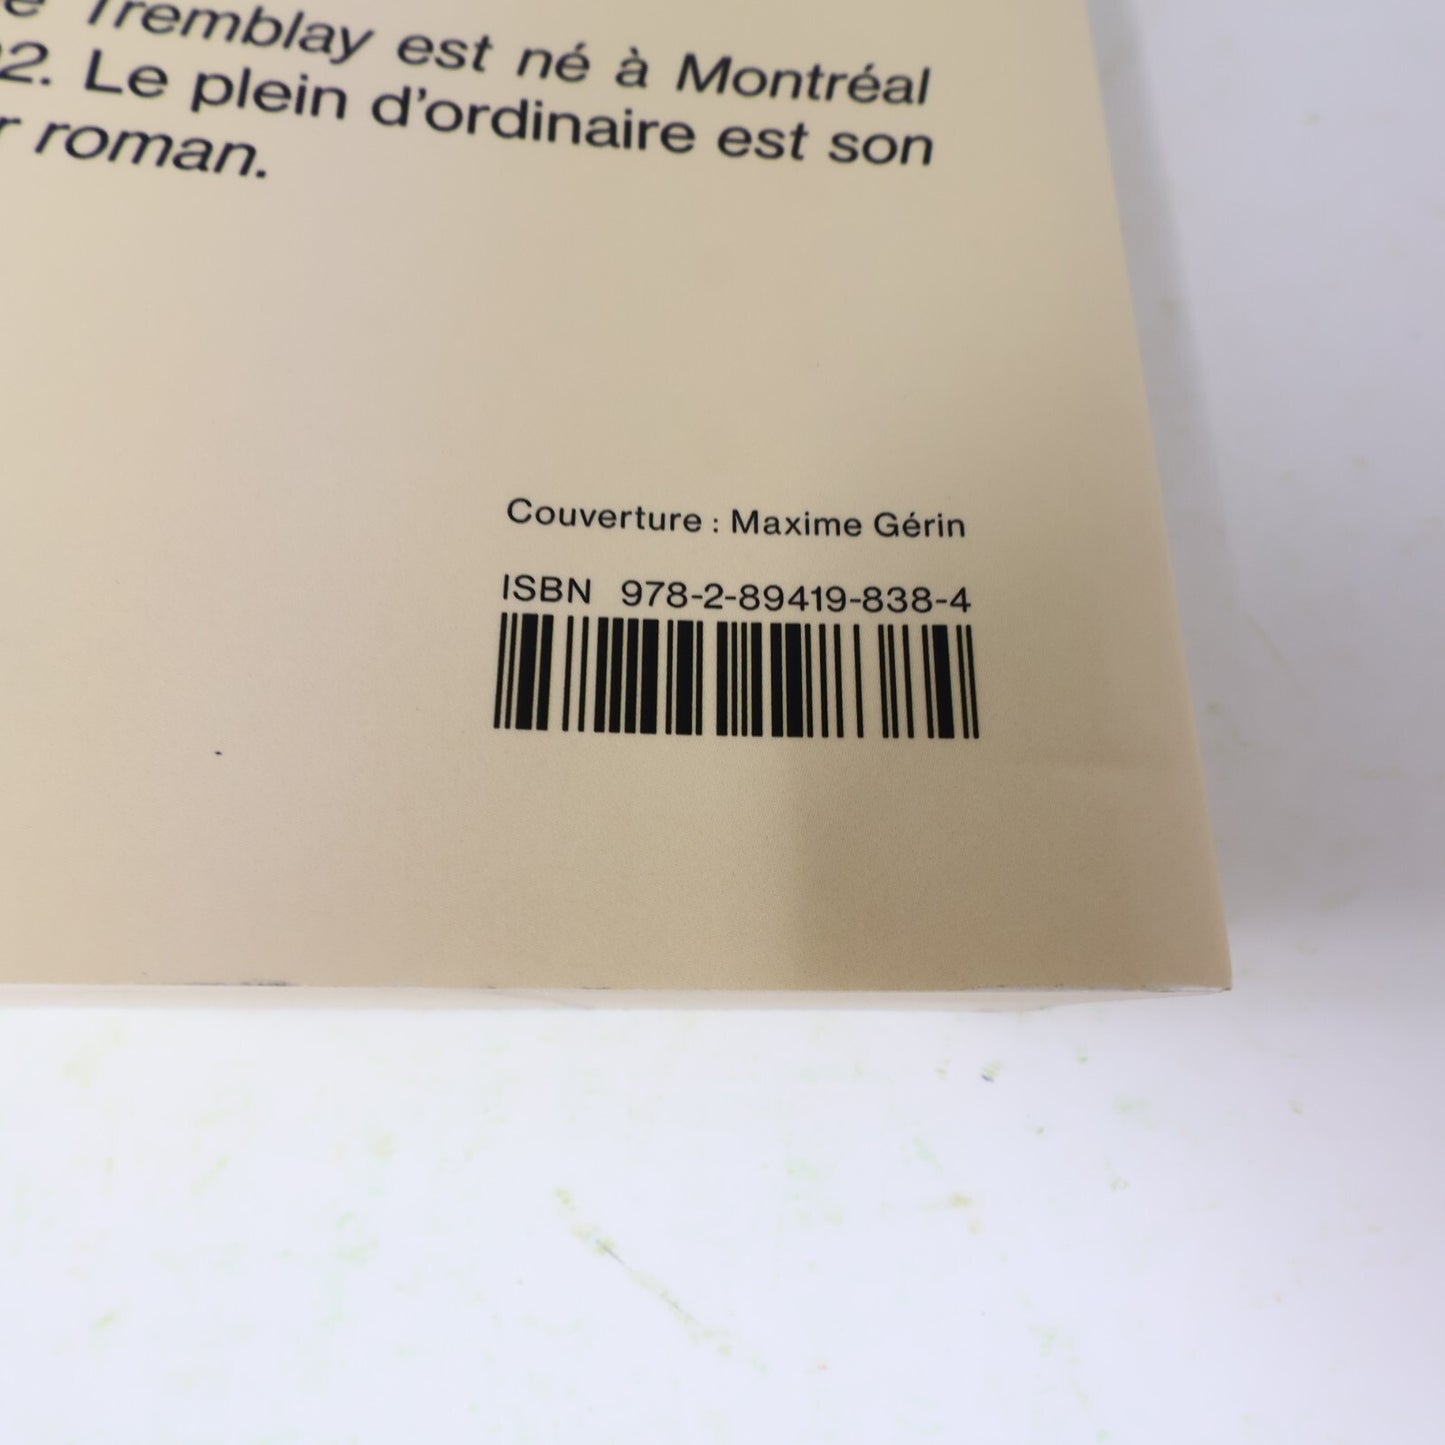 Tremblay est né à Montréal
2. Le plein d'ordinaire est son
r roman.
Couverture : Maxime Gérin
ISBN 978-2-89419-838-4